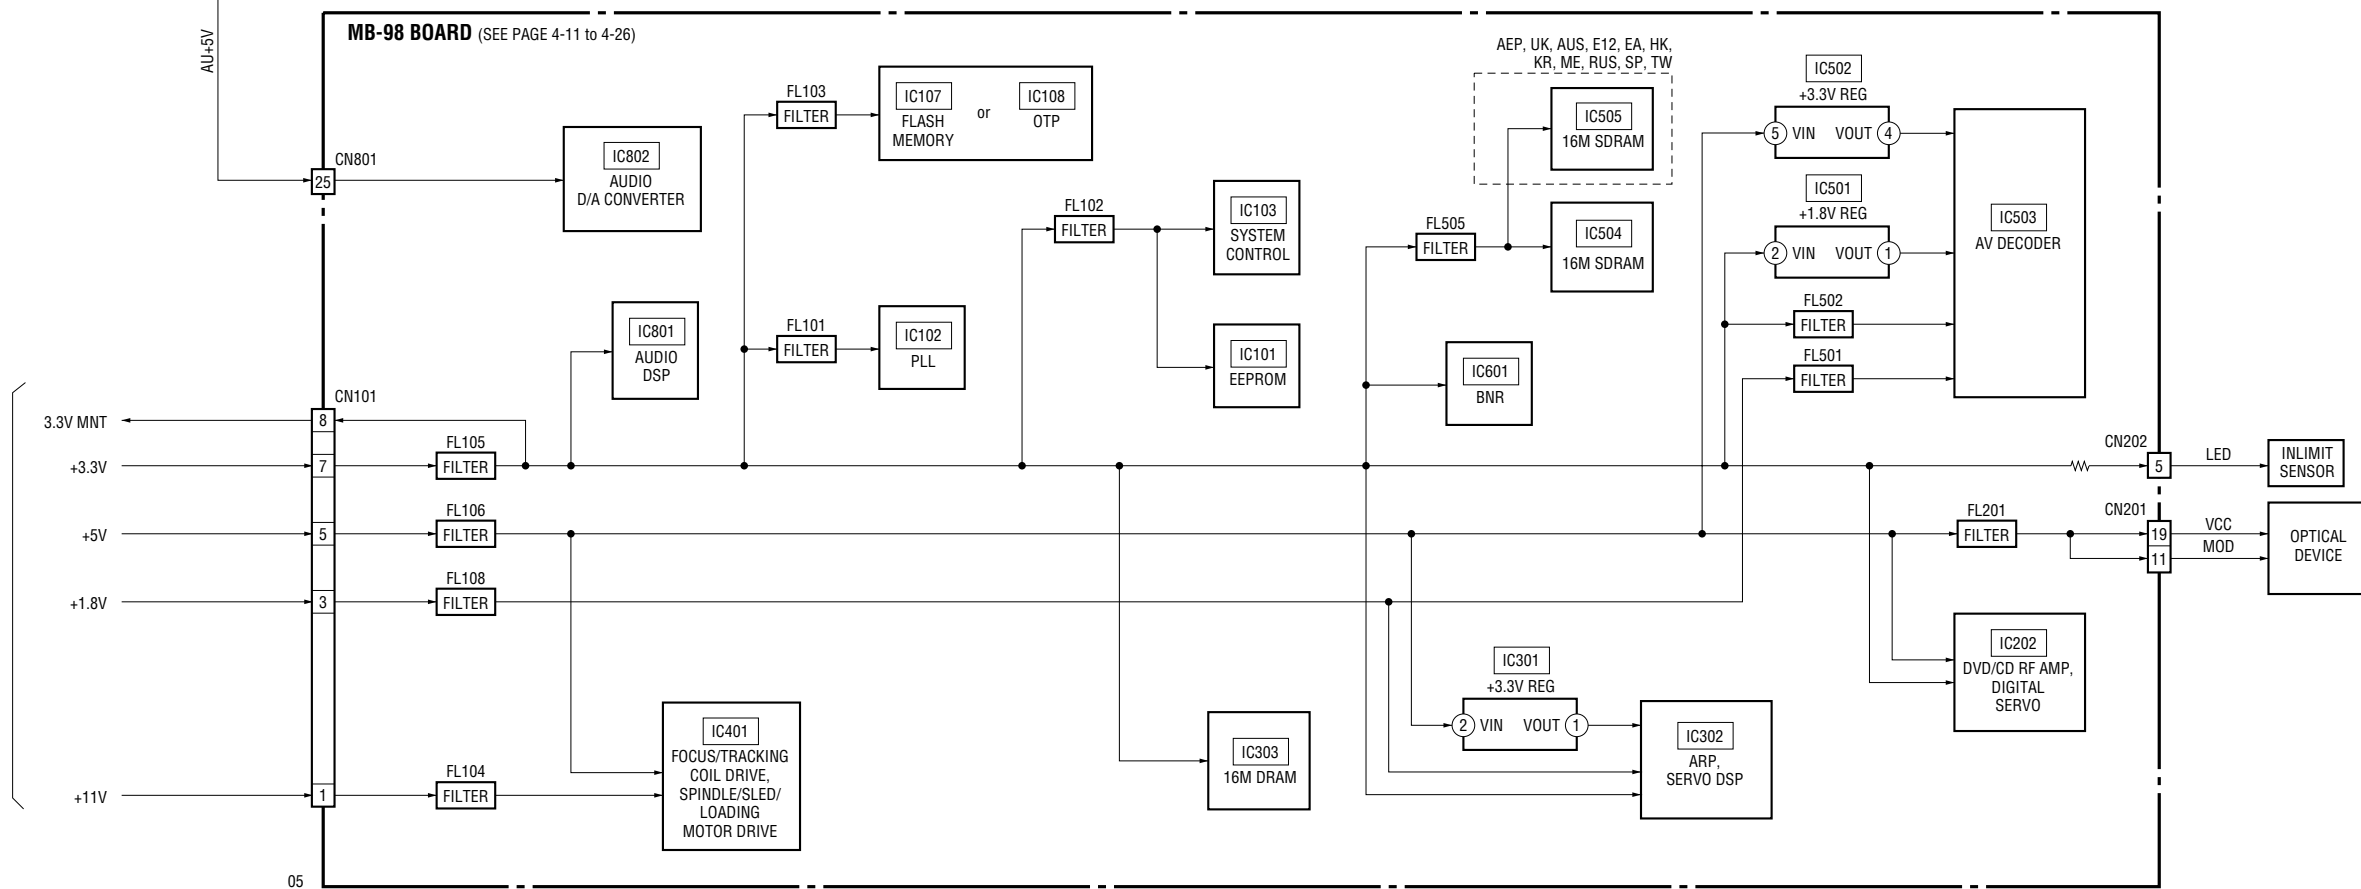 AU+5V
MB-98 BOARD (SEE PAGE 4-11 to 4-26)
CN801
25
IC802
AUDIO
D/A CONVERTER
FL103
FILTER
IC107
FLASH
MEMORY
or
IC108
OTP
FL102
FILTER
IC103
SYSTEM
CONTROL
IC101
EEPROM
FL101
FILTER
IC102
PLL
IC801
AUDIO
DSP
AEP, UK, AUS, E12, EA, HK,
KR, ME, RUS, SP, TW
IC505
16M SDRAM
FL505
FILTER
IC504
16M SDRAM
IC601
BNR
IC502
+3.3V REG
5 VIN VOUT 4
IC501
+1.8V REG
2 VIN VOUT 1
FL502
FILTER
FL501
FILTER
IC503
AV DECODER
CN101
3.3V MNT
8
+3.3V
7
FL105
FILTER
+5V
5
FL106
FILTER
+1.8V
3
FL108
FILTER
+11V
1
FL104
FILTER
IC401
FOCUS/TRACKING
COIL DRIVE,
SPINDLE/SLED/
LOADING
MOTOR DRIVE
IC303
16M DRAM
IC301
+3.3V REG
2 VIN VOUT 1
IC302
ARP,
SERVO DSP
IC202
DVD/CD RF AMP,
DIGITAL
SERVO
CN202
5
LED
INLIMIT
SENSOR
FL201
FILTER
CN201
19
VCC
11
MOD
OPTICAL
DEVICE
05